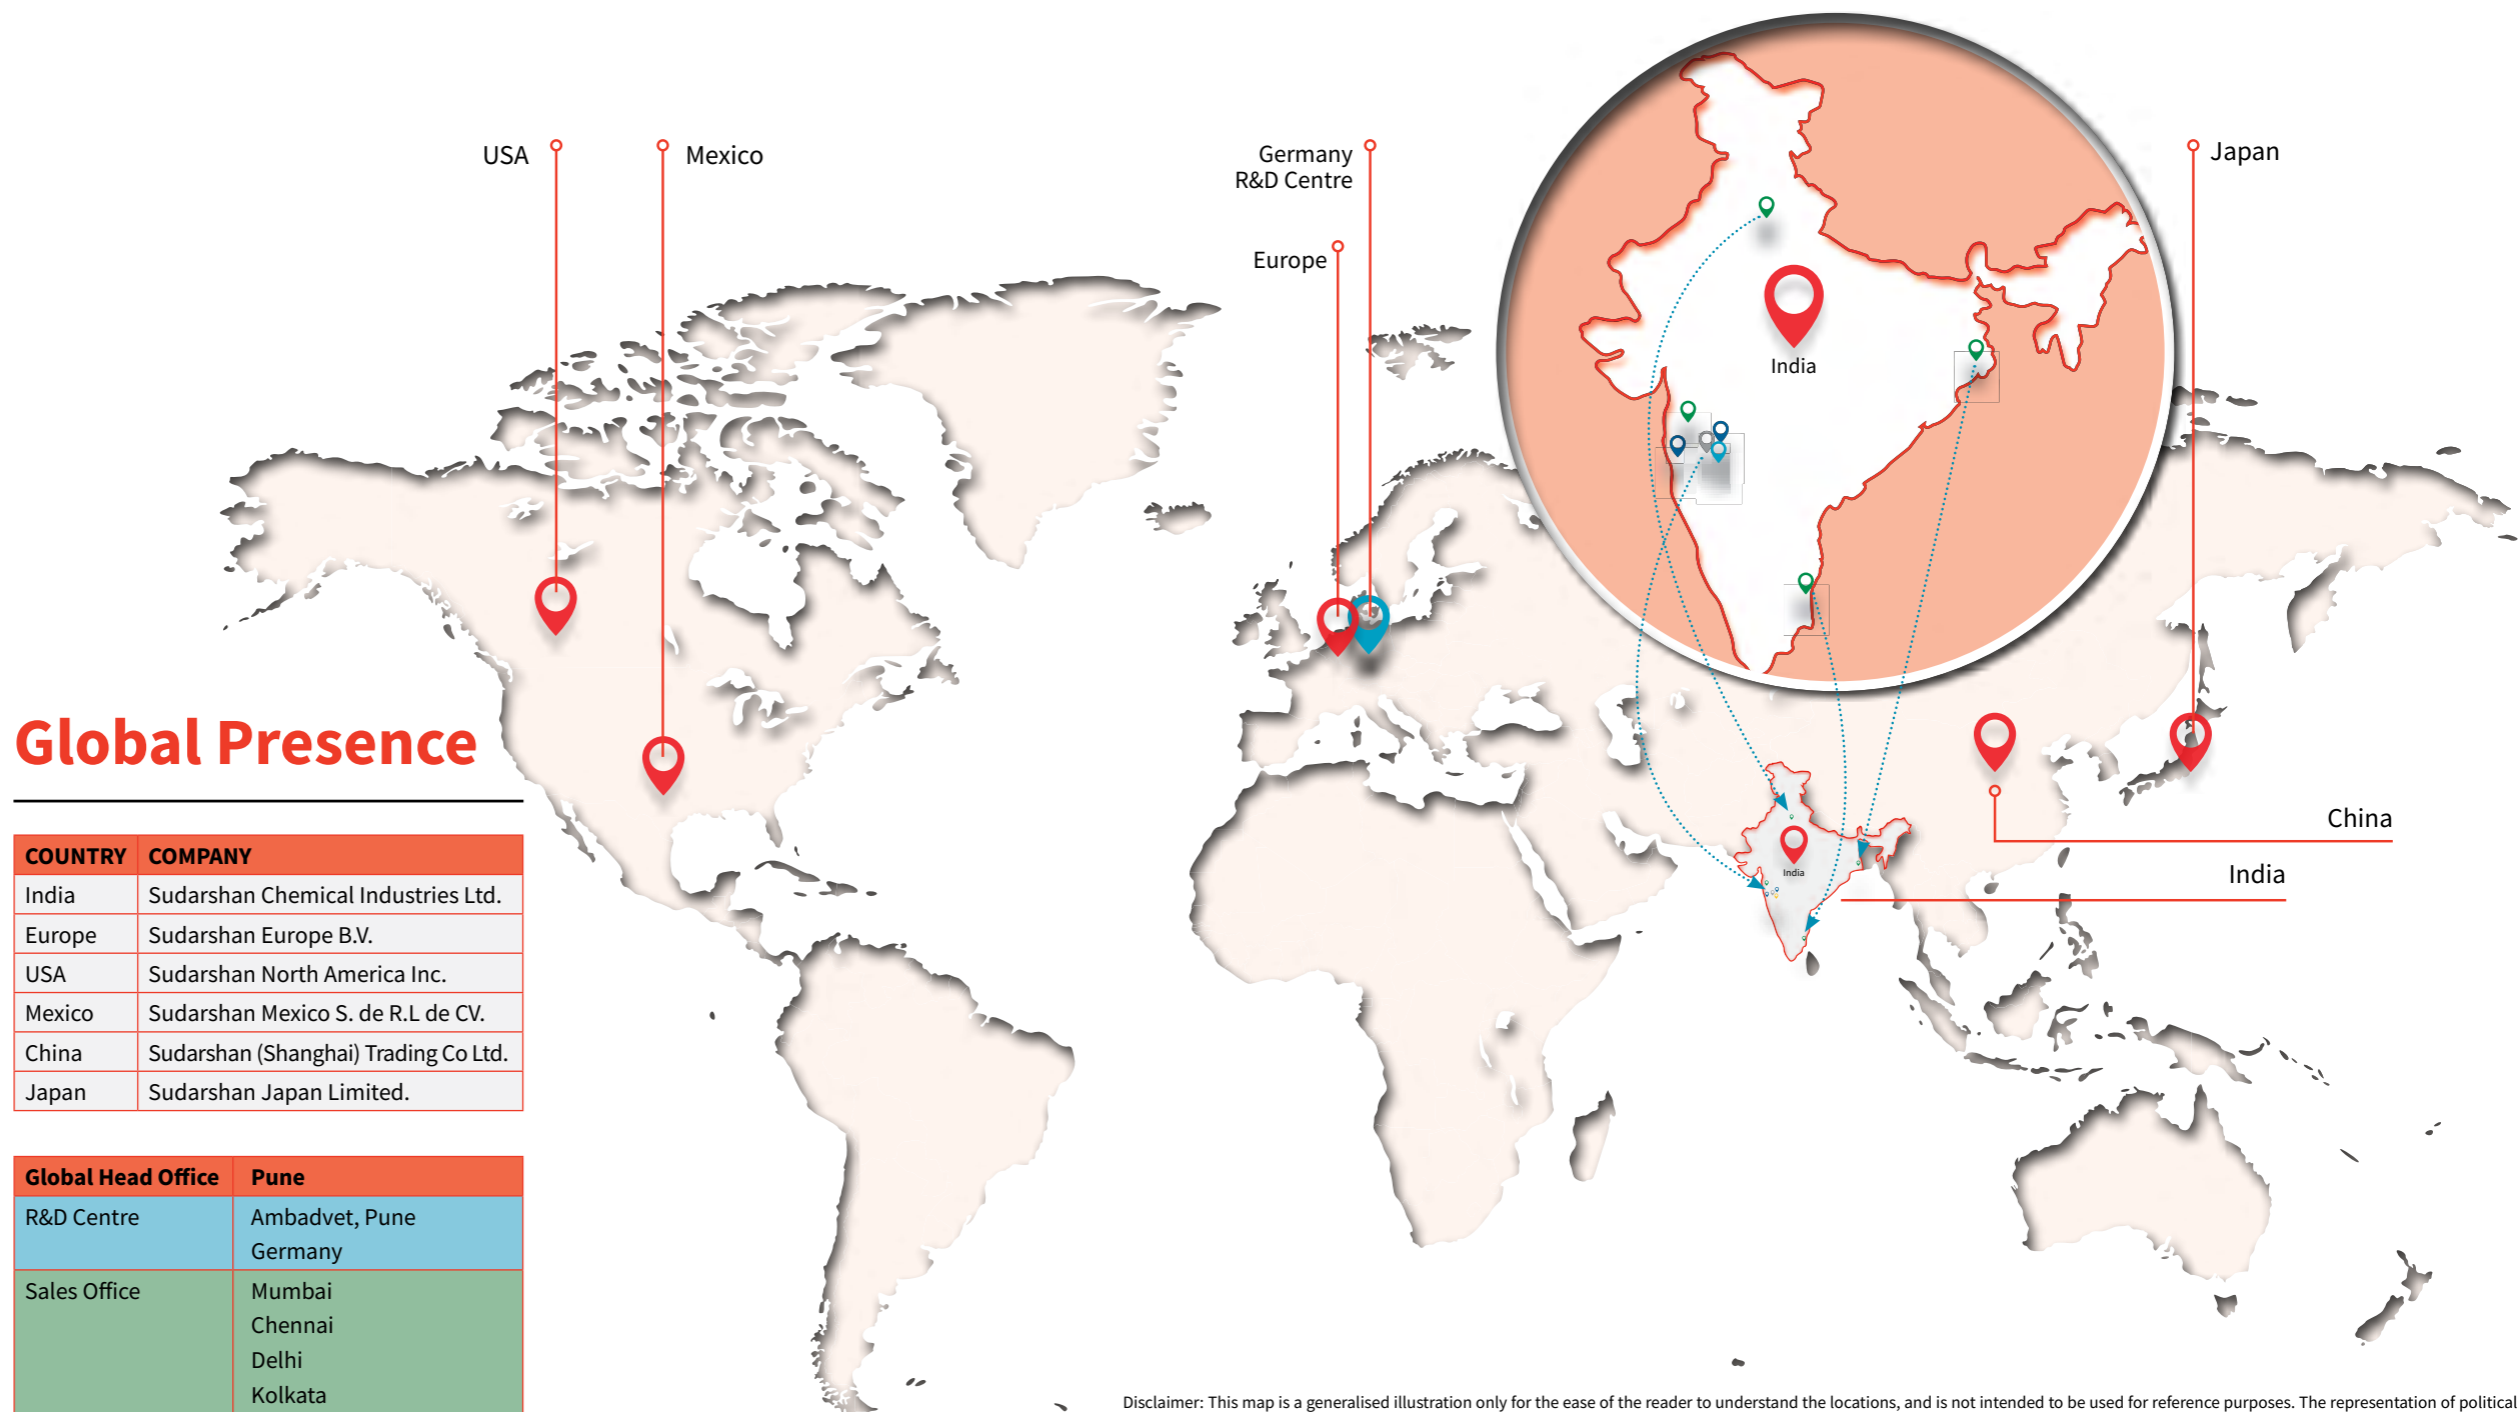 USA
Mexico
Germany
R&D Centre
Europe
Japan
India
Global Presence
China
India
India
COUNTRY COMPANY
India Sudarshan Chemical Industries Ltd.
Europe Sudarshan Europe B.V.
USA Sudarshan North America Inc.
Mexico Sudarshan Mexico S. de R.L de CV.
China Sudarshan (Shanghai) Trading Co Ltd.
Japan Sudarshan Japan Limited.
Global Head Office Pune
R&D Centre Ambadvet, Pune
Germany
Sales Office Mumbai
Chennai
Delhi
Kolkata
Disclaimer: This map is a generalised illustration only for the ease of the reader to understand the locations, and is not intended to be used for reference purposes. The representation of political